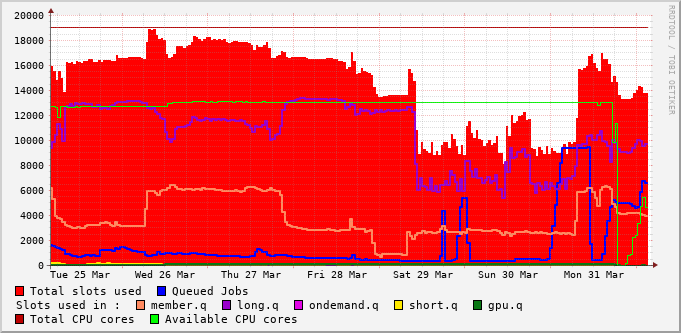 20000
18000
16000
14000
12000
10000
8000
6000
4000
2000
0
Tue 25 Mar Wed 26 Mar Thu 27 Mar Fri 28 Mar Sat 29 Mar Sun 30 Mar Mon 31 Mar
RRDTOOL / TOBI OETIKER
Total slots used Queued Jobs
Slots used in : member.q long.q ondemand.q short.q gpu.q
Total CPU cores Available CPU cores